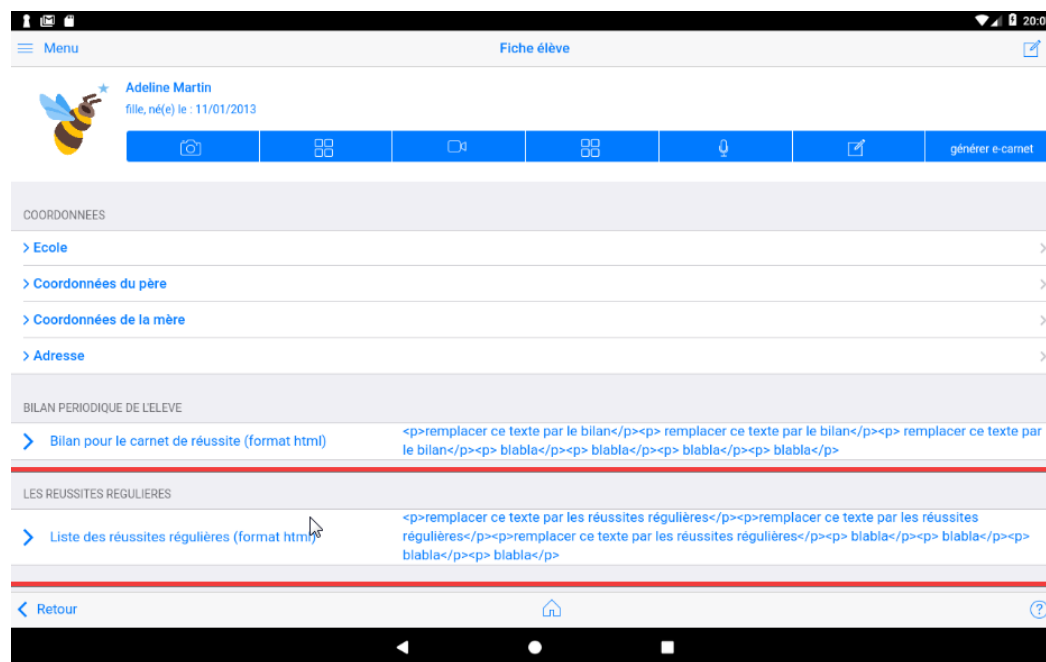 20:0
Menu
Fiche élève
Adeline Martin
fille, né(e) le : 11/01/2013
générer e-carnet
COORDONNEES
> Ecole
> Coordonnées du père
> Coordonnées de la mère
> Adresse
BILAN PERIODIQUE DE L'ELEVE
Bilan pour le carnet de réussite (format html)
<p>remplacer ce texte par le bilan</p><p> remplacer ce texte par le bilan</p><p> remplacer ce texte par
le bilan</p><p> blabla</p><p> blabla</p><p> blabla</p><p> blabla</p>
LES REUSSITES REGULIERES
Liste des réussites régulières (format html)
<p>remplacer ce texte par les réussites régulières</p><p>remplacer ce texte par les réussites
régulières</p><p>remplacer ce texte par les réussites régulières</p><p> blabla</p><p> blabla</p><p>
blabla</p><p> blabla</p>
Retour